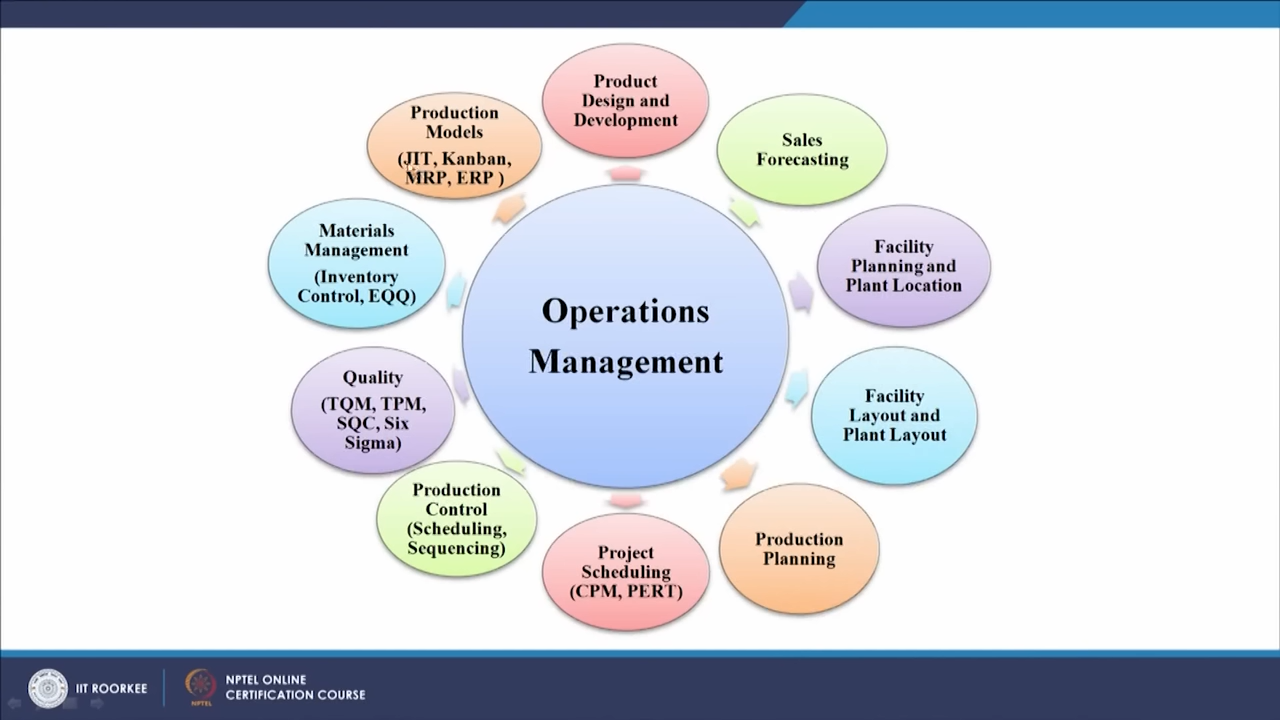 Product
Design and
Development
Sales
Forecasting
Facility
Planning and
Plant Location
Facility
Layout and
Plant Layout
Production
Planning
Project
Scheduling
(CPM, PERT)
Production
Control
(Scheduling,
Sequencing)
Quality
(TQM, TPM,
SQC, Six
Sigma)
Materials
Management
(Inventory
Control, EQQ)
Production
Models
(JIT, Kanban,
MRP, ERP )
Operations
Management
IIT ROORKEE
NPTEL
NPTEL ONLINE
CERTIFICATION COURSE